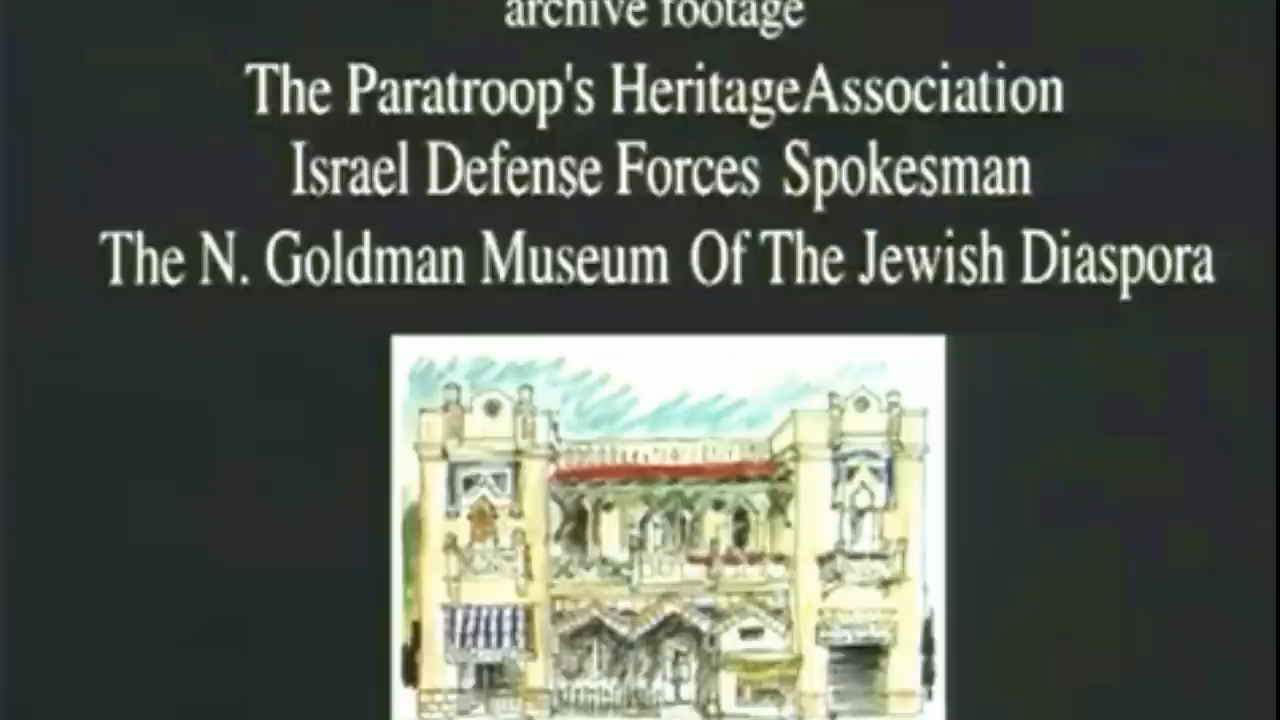 archive footage
The Paratroop's HeritageAssociation
Israel Defense Forces Spokesman
The N. Goldman Museum Of The Jewish Diaspora